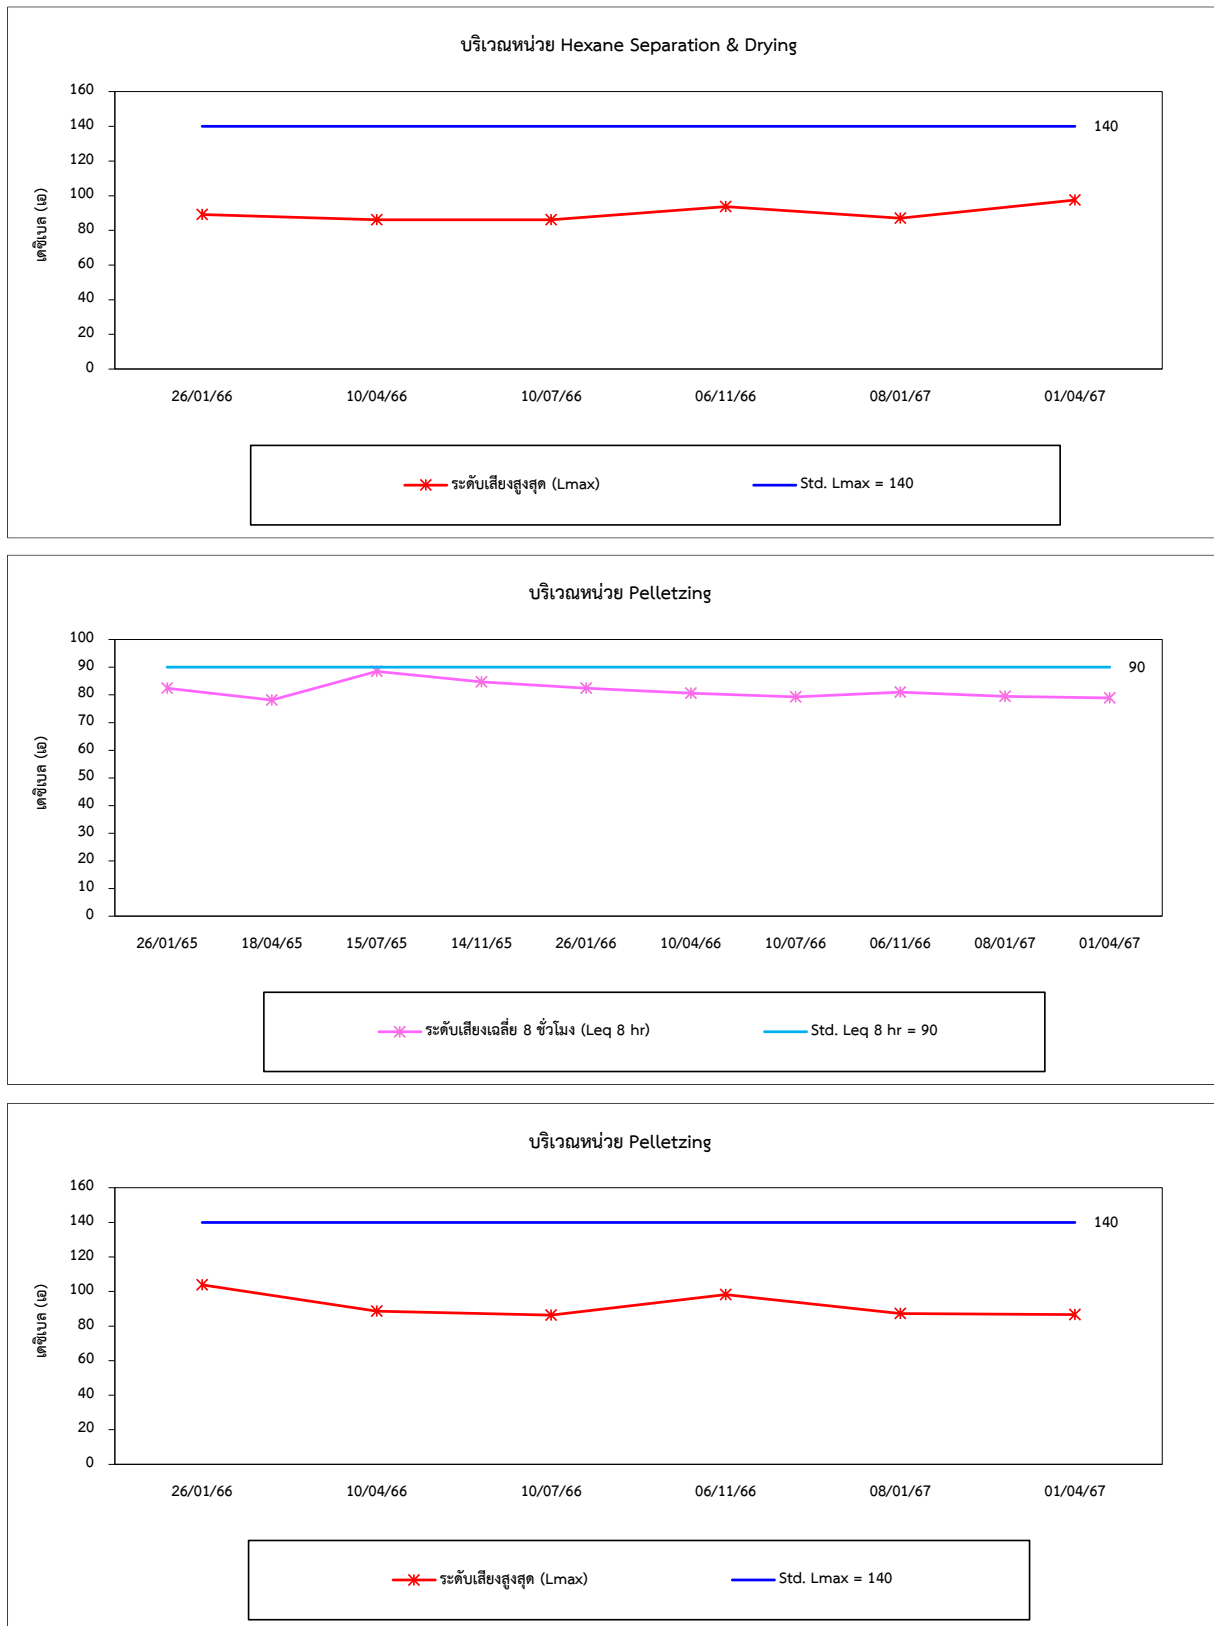 บริเวณหน่วย Hexane Separation & Drying
160
140
120
100
80
60
40
20
0
เดซิเบล (เอ)
140
26/01/66 10/04/66 10/07/66 06/11/66 08/01/67 01/04/67
ระดับเสียงสูงสุด (Lmax) Std. Lmax = 140
บริเวณหน่วย Pelletzing
100
90
80
70
60
50
40
30
20
10
0
เดซิเบล (เอ)
90
26/01/65 18/04/65 15/07/65 14/11/65 26/01/66 10/04/66 10/07/66 06/11/66 08/01/67 01/04/67
ระดับเสียงเฉลี่ย 8 ชั่วโมง (Leq 8 hr) Std. Leq 8 hr = 90
บริเวณหน่วย Pelletzing
160
140
120
100
80
60
40
20
0
เดซิเบล (เอ)
140
26/01/66 10/04/66 10/07/66 06/11/66 08/01/67 01/04/67
ระดับเสียงสูงสุด (Lmax) Std. Lmax = 140